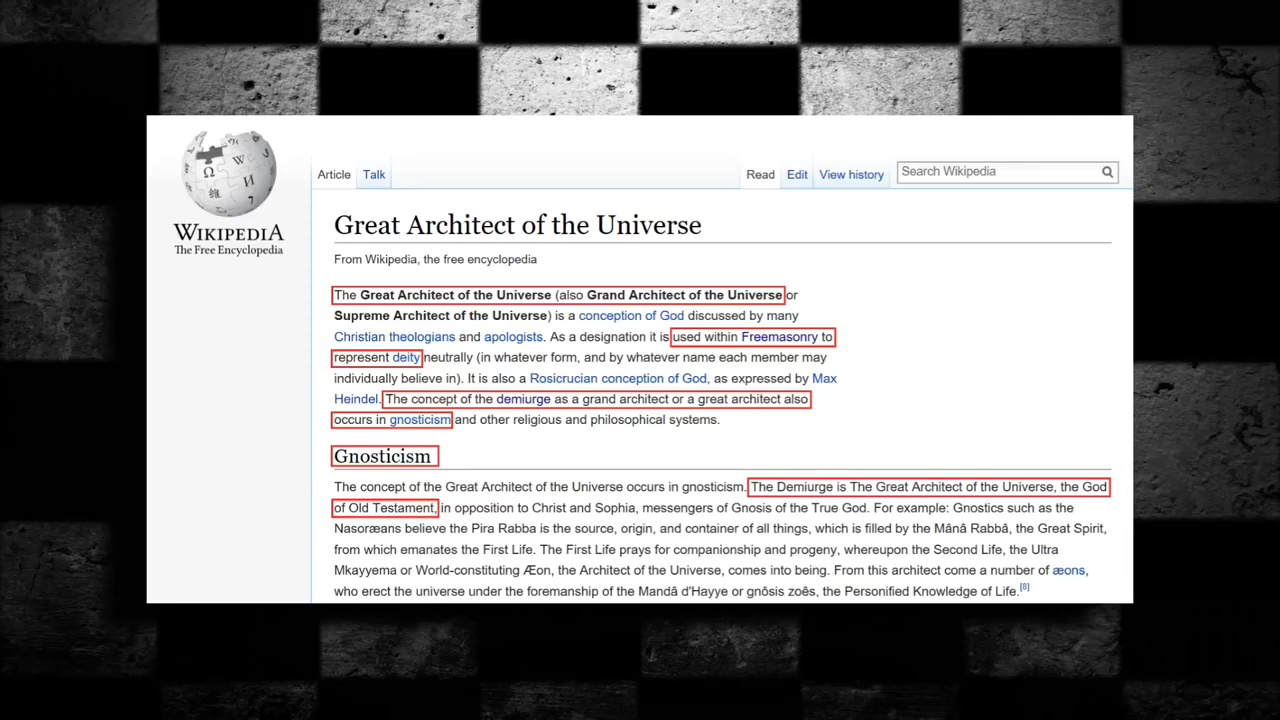 WIKIPEDIA
The Free Encyclopedia
Article Talk Read Edit View history Search Wikipedia
Great Architect of the Universe
From Wikipedia, the free encyclopedia
The Great Architect of the Universe (also Grand Architect of the Universe or
Supreme Architect of the Universe) is a conception of God discussed by many
Christian theologians and apologists. As a designation it is used within Freemasonry to
represent deity neutrally (in whatever form, and by whatever name each member may
individually believe in). It is also a Rosicrucian conception of God, as expressed by Max
Heindel. The concept of the demiurge as a grand architect or a great architect also
occurs in gnosticism and other religious and philosophical systems.
Gnosticism
The concept of the Great Architect of the Universe occurs in gnosticism. The Demiurge is The Great Architect of the Universe, the God
of Old Testament, in opposition to Christ and Sophia, messengers of Gnosis of the True God. For example: Gnostics such as the
Nasoræans believe the Pira Rabba is the source, origin, and container of all things, which is filled by the Mânâ Rabbâ, the Great Spirit,
from which emanates the First Life. The First Life prays for companionship and progeny, whereupon the Second Life, the Ultra
Mkayyema or World-constituting Æon, the Architect of the Universe, comes into being. From this architect come a number of æons,
who erect the universe under the foremanship of the Mandâ d'Hayye or gnôsis zoês, the Personified Knowledge of Life.[8]